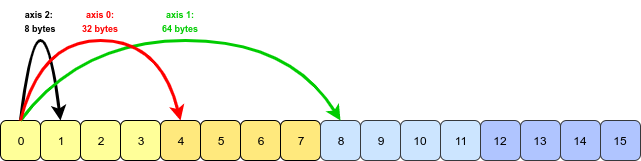 axis 2:
8 bytes
axis 0:
32 bytes
axis 1:
64 bytes
0 1 2 3 4 5 6 7 8 9 10 11 12 13 14 15